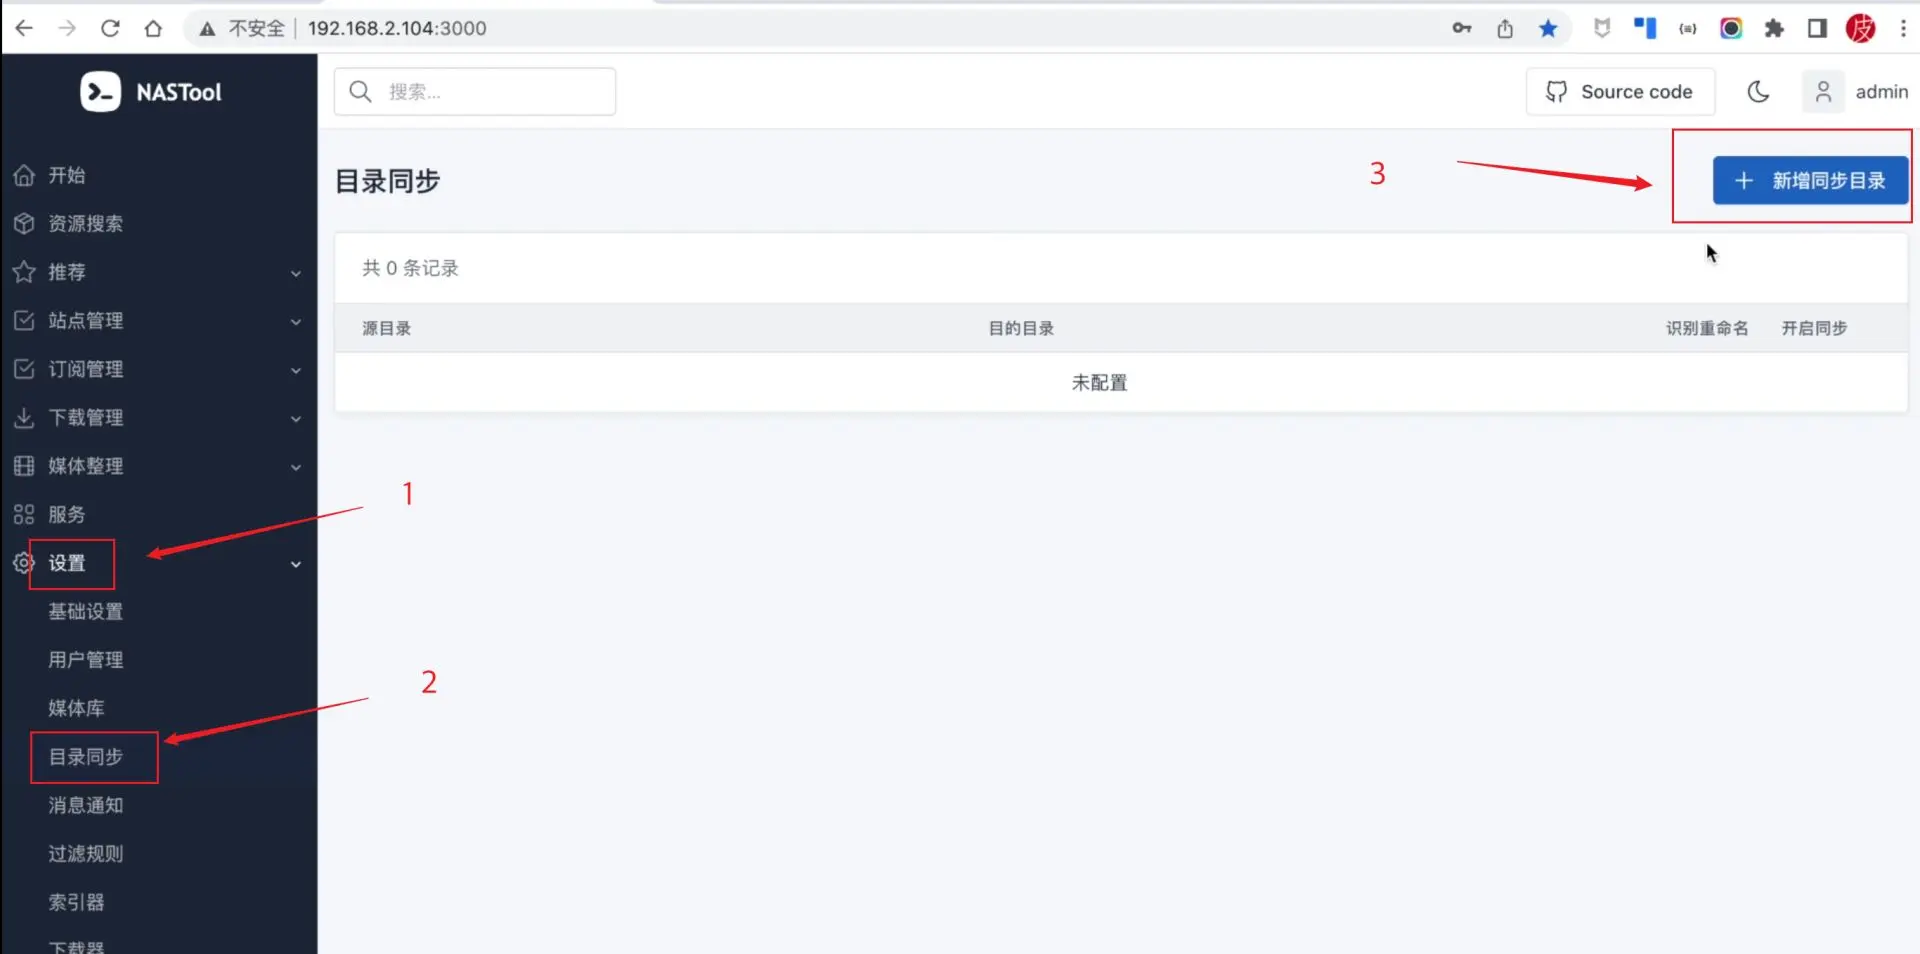 不安全 192.168.2.104:3000
皮
NASTool
搜索...
Source code
admin
开始
资源搜索
推荐
站点管理
订阅管理
下载管理
媒体整理
服务
设置
基础设置
用户管理
媒体库
目录同步
消息通知
过滤规则
索引器
下载器
目录同步
3
新增同步目录
共 0 条记录
源目录 目的目录 识别重命名 开启同步
未配置
1
2